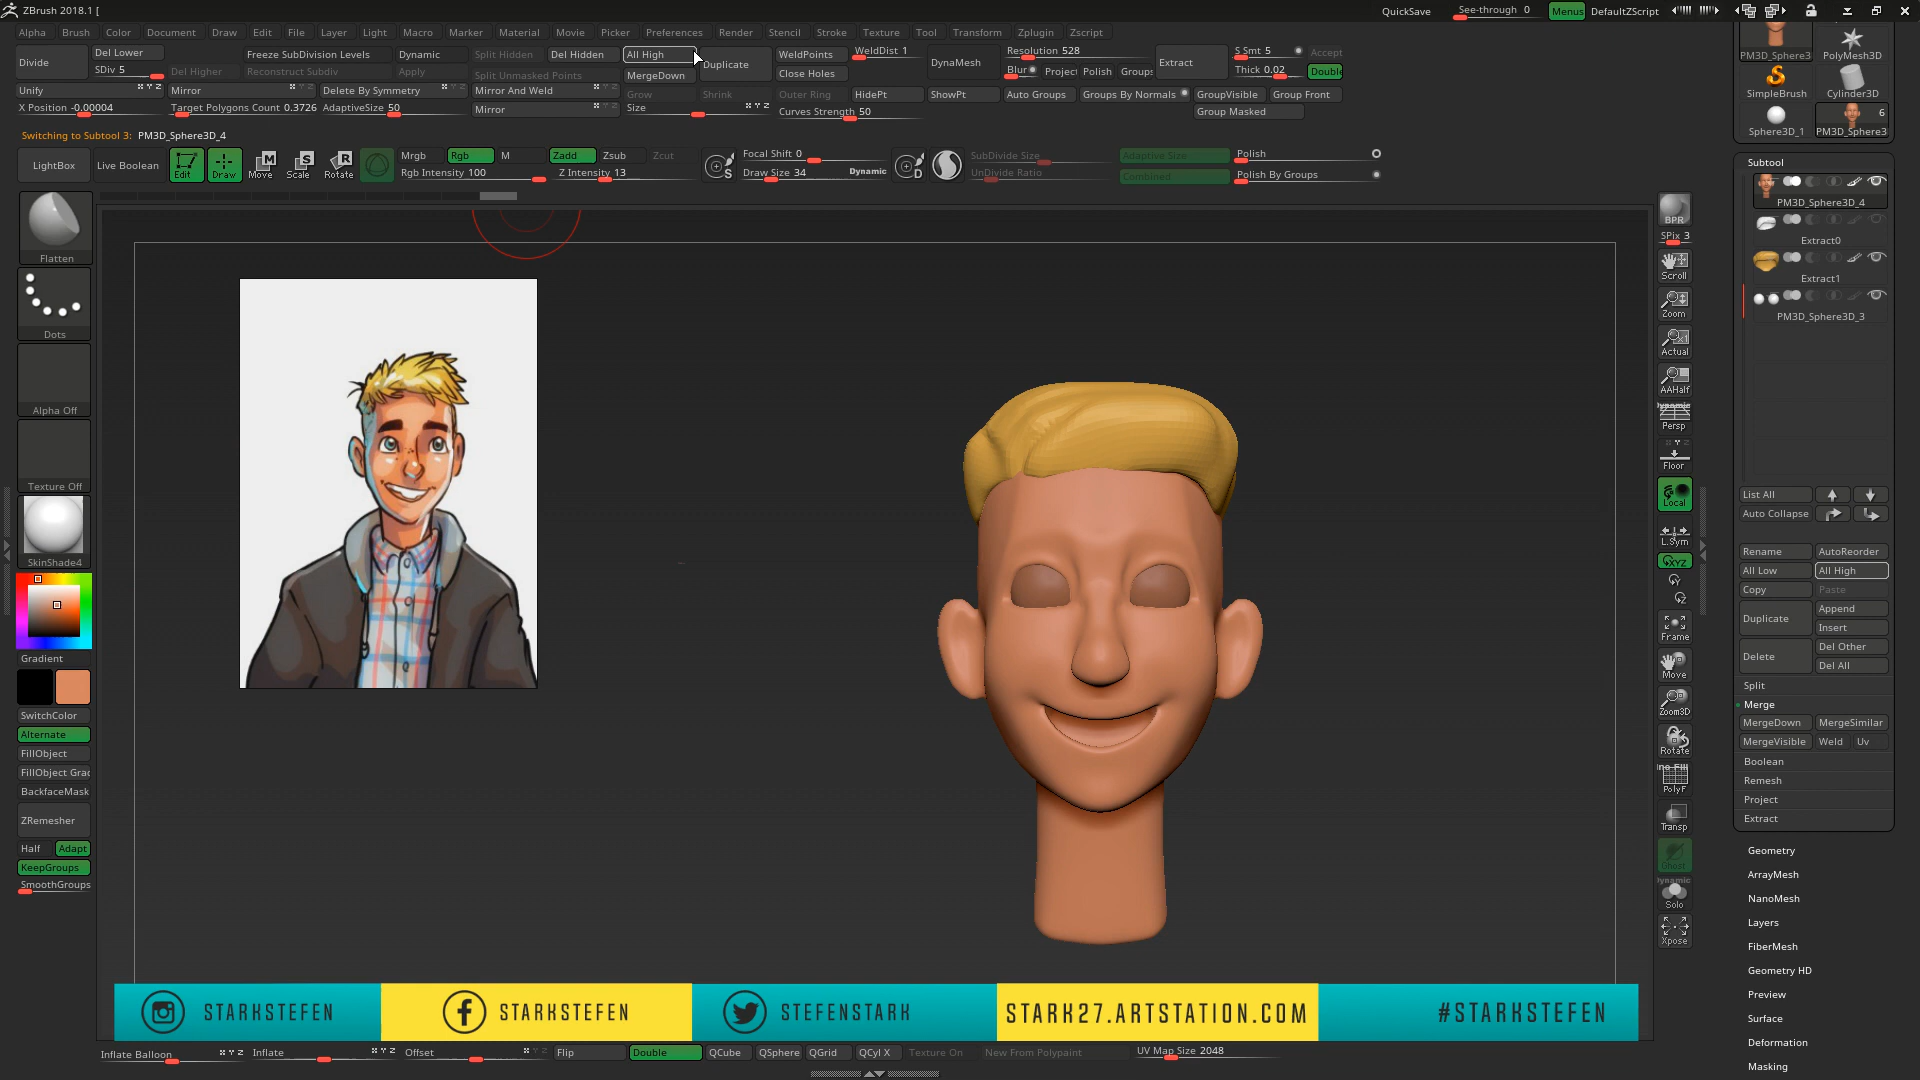 ZBrush 2018.1 [
QuickSave See-through 0 Menus DefaultZScript
Alpha Brush Color Document Draw Edit File Layer Light Macro Marker Material Movie Picker Preferences Render Stencil Stroke Texture Tool Transform Zplugin Zscript
Divide Del Lower Freeze SubDivision Levels Dynamic Split Hidden Del Hidden All High Duplicate WeldPoints WeldDist 1 DynaMesh Resolution 528 Extract S Smt 5 Accept
SDiv 5 Del Higher Reconstruct Subdiv Apply Split Unmasked Points MergeDown Close Holes Blur Project Polish Groups Thick 0.02 Double
Unify Mirror Delete By Symmetry Mirror And Weld Grow Shrink Outer Ring HidePt ShowPt Auto Groups Groups By Normals GroupVisible Group Front
X Position -0.00004 Target Polygons Count 0.3726 AdaptiveSize 50 Mirror Size Curves Strength 50 Group Masked
Switching to Subtool 3: PM3D_Sphere3D_4
LightBox Live Boolean Edit Draw Move Scale Rotate Mrgb Rgb M Zadd Zsub Zcut Focal Shift 0 SubDivide Size Adaptive Size Polish
Rgb Intensity 100 Z Intensity 13 Draw Size 34 Dynamic UnDivide Ratio Combined Polish By Groups
Flatten
Dots
Alpha Off
Texture Off
SkinShade4
Gradient
SwitchColor
Alternate
FillObject
FillObject Grad
BackfaceMask
ZRemesher
Half Adapt
KeepGroups
SmoothGroups
BPR
SPix 3
Scroll
Zoom
Actual
AAHalf
Dynamic
Persp
Floor
Local
L.Sym
XYZ
Frame
Move
Zoom3D
Rotate
PolyF
Transp
Ghost
Dynamic
Solo
Xpose
PM3D_Sphere3 PolyMesh3D
SimpleBrush Cylinder3D
6
Sphere3D_1 PM3D_Sphere3
Subtool
PM3D_Sphere3D_4
Extract0
Extract1
PM3D_Sphere3D_3
List All
Auto Collapse
Rename AutoReorder
All Low All High
Copy Paste
Duplicate Append
Insert
Delete Del Other
Del All
Split
Merge
MergeDown MergeSimilar
MergeVisible Weld Uv
Boolean
Remesh
Project
Extract
Geometry
ArrayMesh
NanoMesh
Layers
FiberMesh
Geometry HD
Preview
Surface
Deformation
Masking
STARKSTEFEN STARKSTEFEN STEFENSTARK STARK27.ARTSTATION.COM #STARKSTEFEN
Inflate Balloon Inflate Offset Flip Double QCube QSphere QGrid QCyl X Texture On New From Polypaint UV Map Size 2048